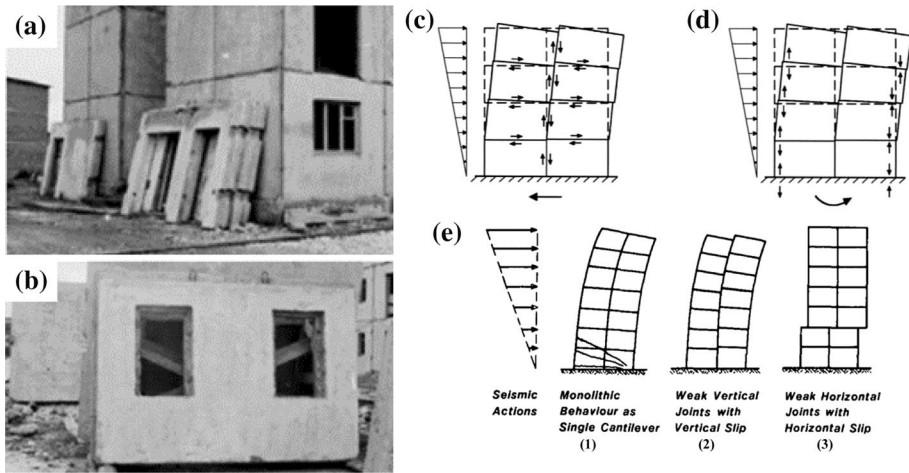 (a)
(b)
(c)
(d)
(e)
Seismic
Actions
Monolithic
Behaviour as
Single Cantilever
(1)
Weak Vertical
Joints with
Vertical Slip
(2)
Weak Horizontal
Joints with
Horizontal Slip
(3)